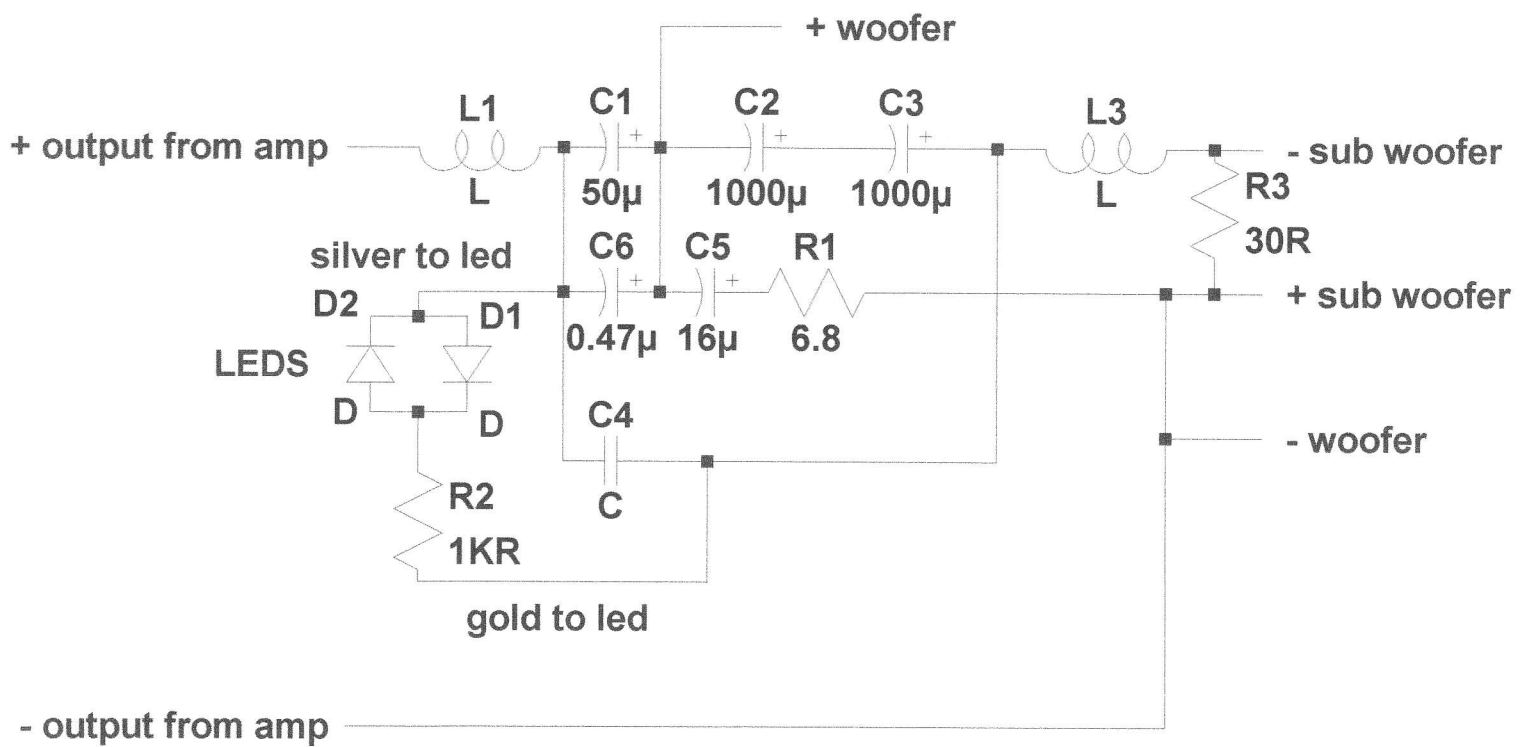 + woofer
L1
C1
C2
C3
L3
+ output from amp
- sub woofer
L
50µ
1000µ
1000µ
L
R3
30R
silver to led
C6
C5
R1
D2
D1
+ sub woofer
0.47µ
16µ
6.8
LEDS
D
D
C4
- woofer
R2
C
1KR
gold to led
- output from amp